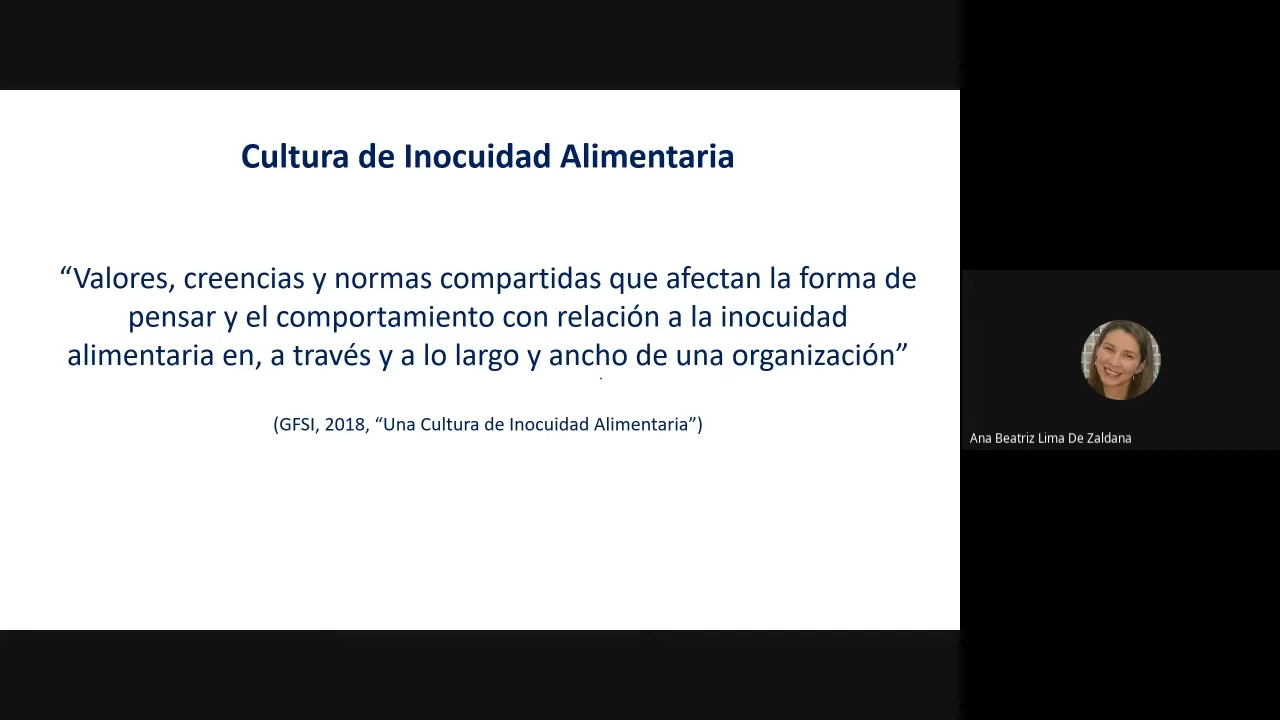 Cultura de Inocuidad Alimentaria
“Valores, creencias y normas compartidas que afectan la forma de
pensar y el comportamiento con relación a la inocuidad
alimentaria en, a través y a lo largo y ancho de una organización”
(GFSI, 2018, “Una Cultura de Inocuidad Alimentaria”)
Ana Beatriz Lima De Zaldana